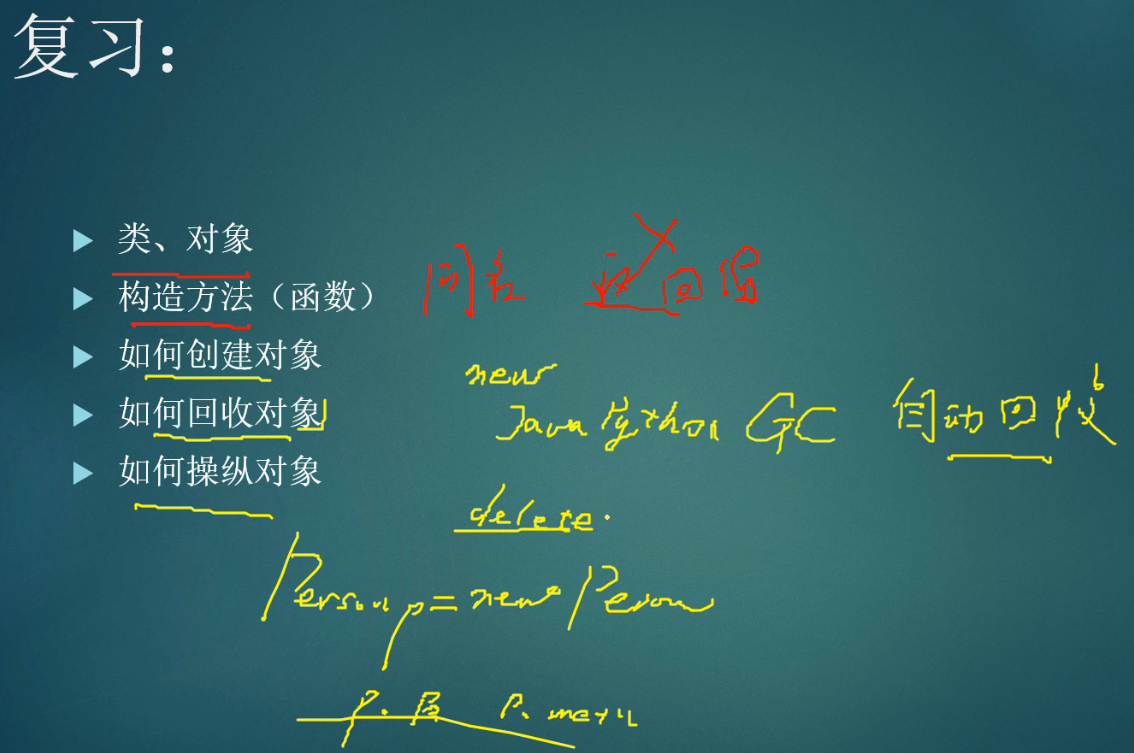 复习：
类、对象
构造方法（函数） 同名 返回值
如何创建对象
new
如何回收对象 Java Python GC 自动回收
如何操纵对象
delete
Person p = new Person
P.属 P.